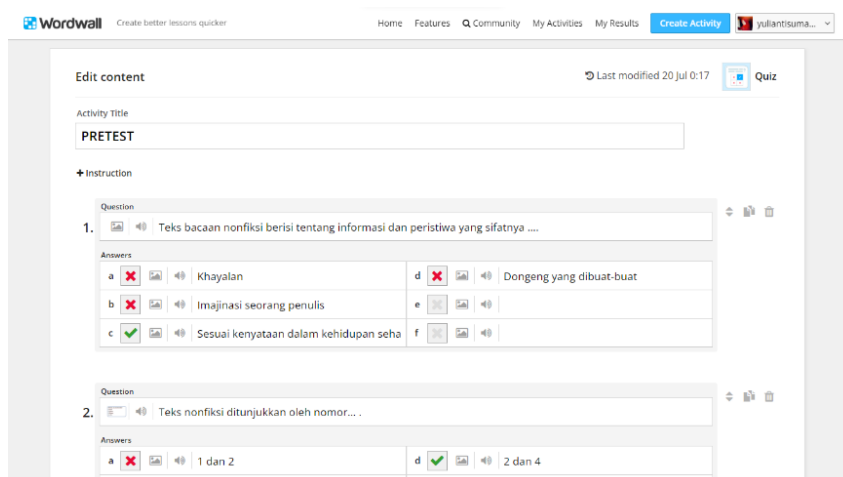 Wordwall Create better lessons quicker Home Features Community My Activities My Results Create Activity yuliantisuma...
Edit content Last modified 20 Jul 0:17 Quiz
Activity Title
PRETEST
+ Instruction
Question
1. Teks bacaan nonfiksi berisi tentang informasi dan peristiwa yang sifatnya ....
Answers
a Khayalan d Dongeng yang dibuat-buat
b Imajinasi seorang penulis e
c Sesuai kenyataan dalam kehidupan seha f
Question
2. Teks nonfiksi ditunjukkan oleh nomor... .
Answers
a 1 dan 2 d 2 dan 4